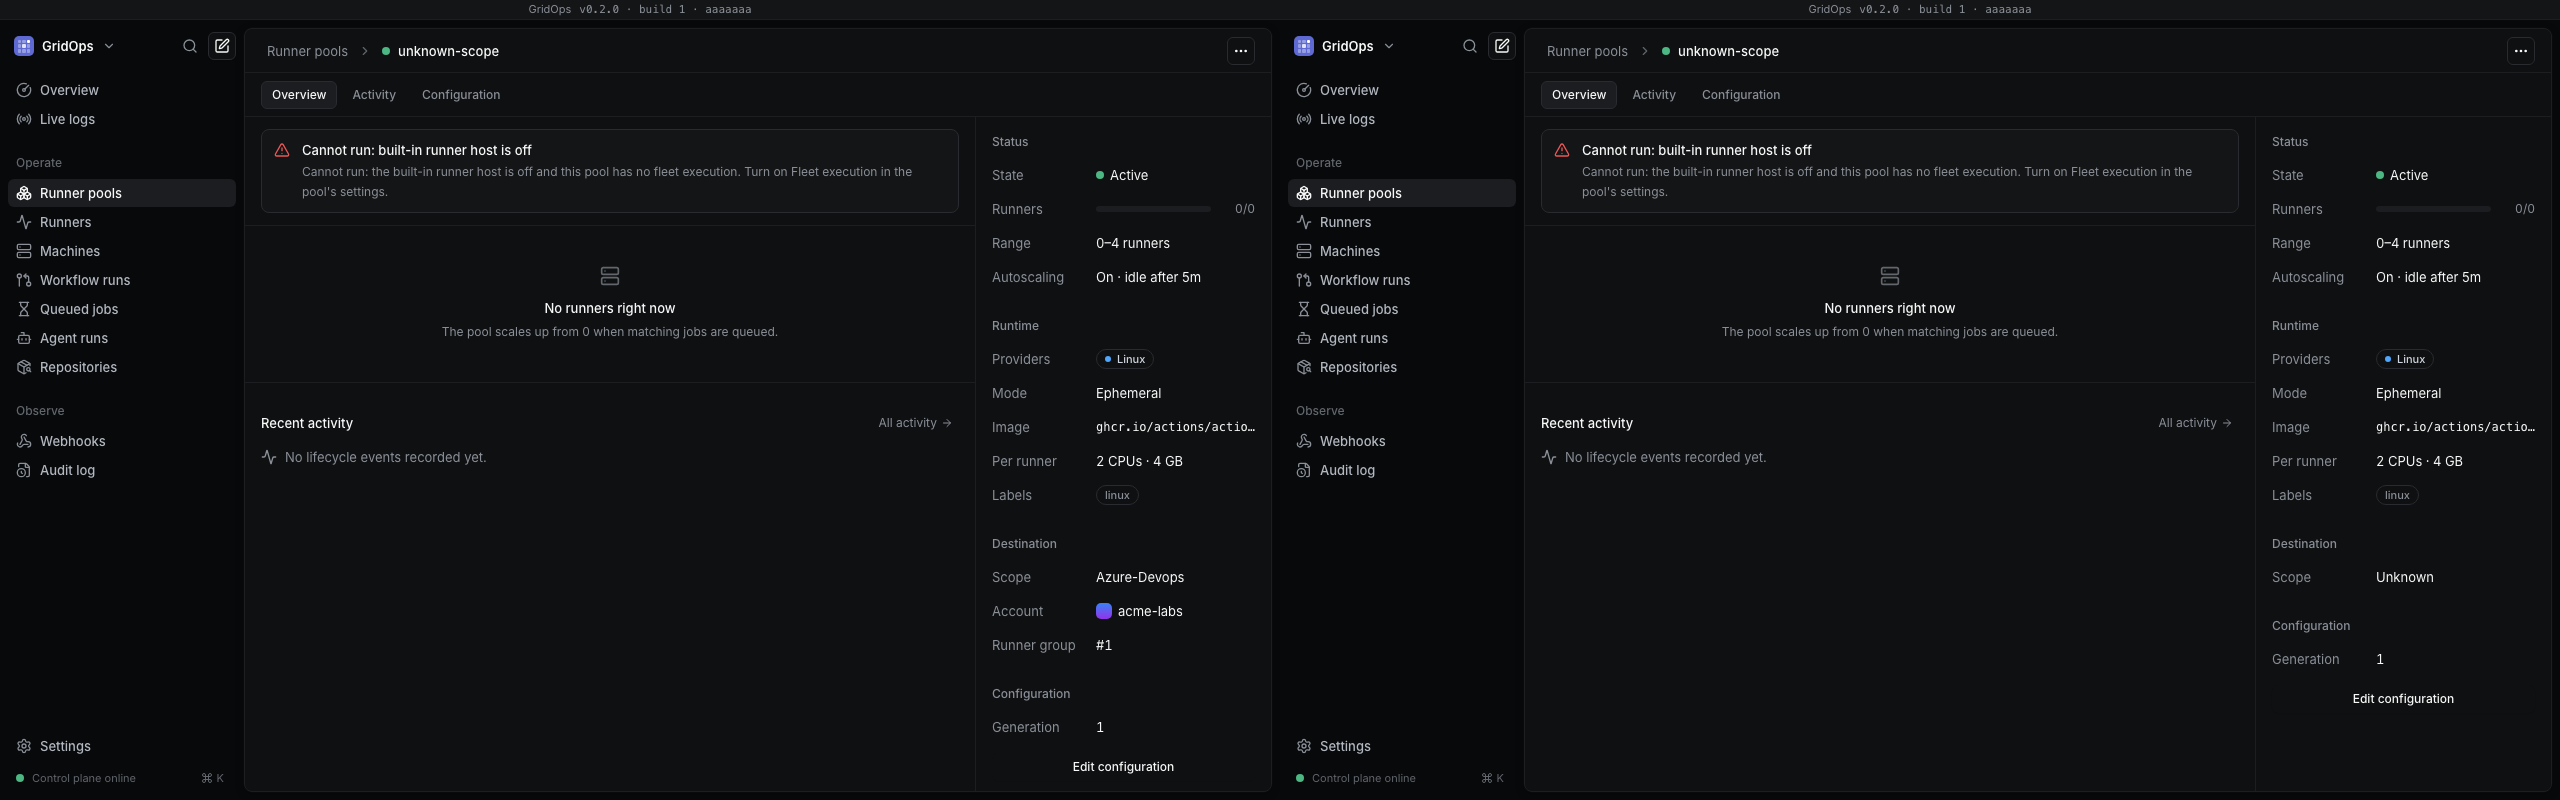 GridOps v0.2.0 · build 1 · aaaaaaa
GridOps
Overview
Live logs
Operate
Runner pools
Runners
Machines
Workflow runs
Queued jobs
Agent runs
Repositories
Observe
Webhooks
Audit log
Settings
Control plane online ⌘ K
Runner pools > unknown-scope
Overview Activity Configuration
Cannot run: built-in runner host is off
Cannot run: the built-in runner host is off and this pool has no fleet execution. Turn on Fleet execution in the
pool's settings.
No runners right now
The pool scales up from 0 when matching jobs are queued.
Recent activity All activity →
No lifecycle events recorded yet.
Status
State Active
Runners 0/0
Range 0–4 runners
Autoscaling On · idle after 5m
Runtime
Providers Linux
Mode Ephemeral
Image ghcr.io/actions/actio…
Per runner 2 CPUs · 4 GB
Labels linux
Destination
Scope Azure-Devops
Account acme-labs
Runner group #1
Configuration
Generation 1
Edit configuration
GridOps v0.2.0 · build 1 · aaaaaaa
GridOps
Overview
Live logs
Operate
Runner pools
Runners
Machines
Workflow runs
Queued jobs
Agent runs
Repositories
Observe
Webhooks
Audit log
Settings
Control plane online ⌘ K
Runner pools > unknown-scope
Overview Activity Configuration
Cannot run: built-in runner host is off
Cannot run: the built-in runner host is off and this pool has no fleet execution. Turn on Fleet execution in the
pool's settings.
No runners right now
The pool scales up from 0 when matching jobs are queued.
Recent activity All activity →
No lifecycle events recorded yet.
Status
State Active
Runners 0/0
Range 0–4 runners
Autoscaling On · idle after 5m
Runtime
Providers Linux
Mode Ephemeral
Image ghcr.io/actions/actio…
Per runner 2 CPUs · 4 GB
Labels linux
Destination
Scope Unknown
Configuration
Generation 1
Edit configuration